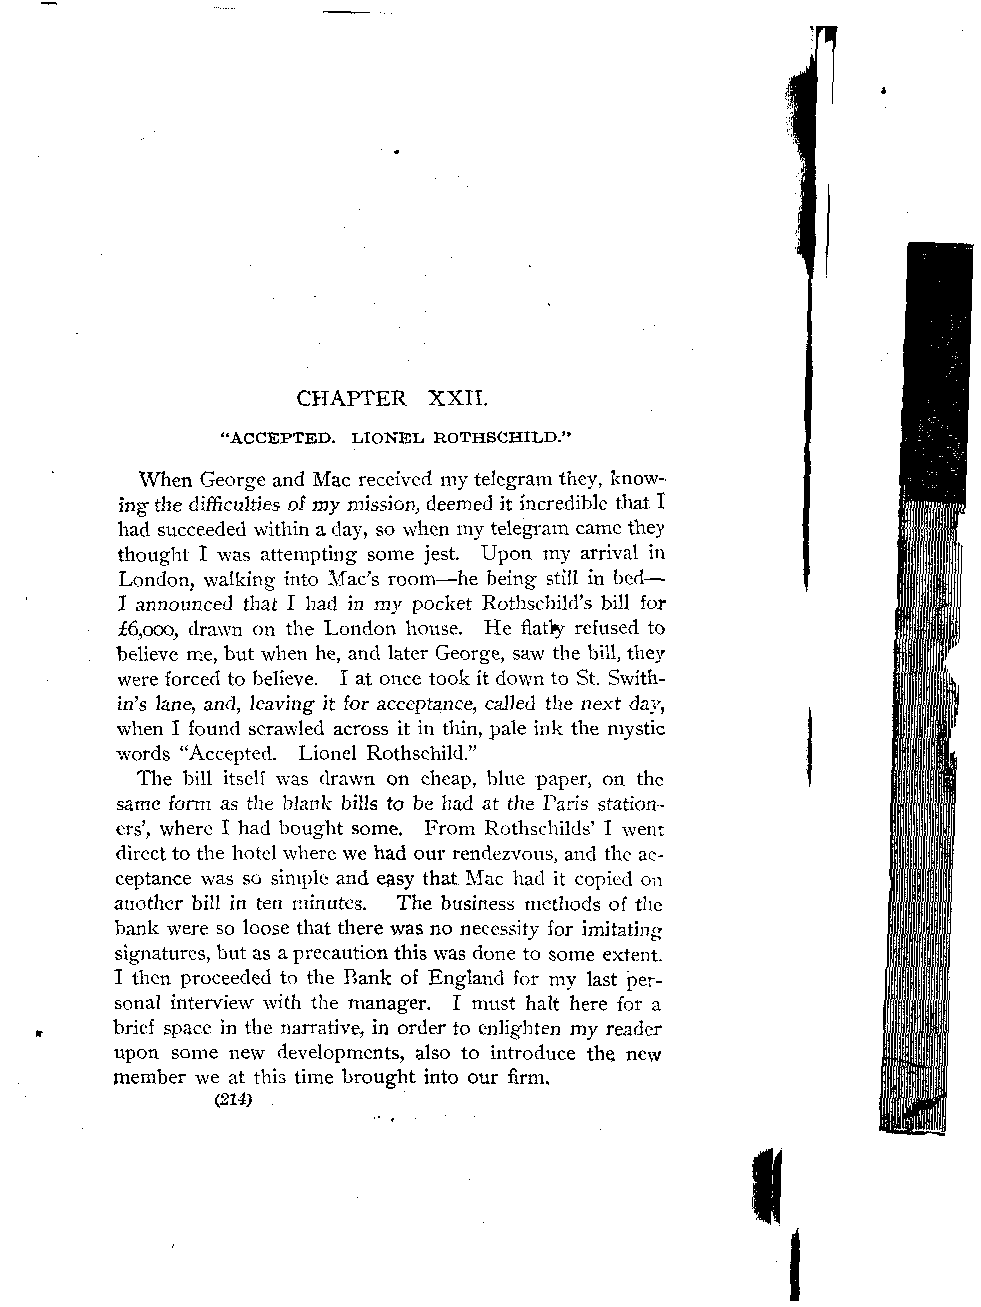 CHAPTER XXII.
"ACCEPTED. LIONEL ROTHSCHILD."
When George and Mac received my telegram they, know-
ing the difficulties of my mission, deemed it incredible that I
had succeeded within a day, so when my telegram came they
thought I was attempting some jest. Upon my arrival in
London, walking into Mac's room—he being still in bed—
I announced that I had in my pocket Rothschild's bill for
£6,000, drawn on the London house. He flatly refused to
believe me, but when he, and later George, saw the bill, they
were forced to believe. I at once took it down to St. Swith-
in's lane, and, leaving it for acceptance, called the next day,
when I found scrawled across it in thin, pale ink the mystic
words "Accepted. Lionel Rothschild."
The bill itself was drawn on cheap, blue paper, on the
same form as the blank bills to be had at the Paris station-
ers', where I had bought some. From Rothschilds' I went
direct to the hotel where we had our rendezvous, and the ac-
ceptance was so simple and easy that Mac had it copied on
another bill in ten minutes. The business methods of the
bank were so loose that there was no necessity for imitating
signatures, but as a precaution this was done to some extent.
I then proceeded to the Bank of England for my last per-
sonal interview with the manager. I must halt here for a
brief space in the narrative, in order to enlighten my reader
upon some new developments, also to introduce the new
member we at this time brought into our firm.
(214)